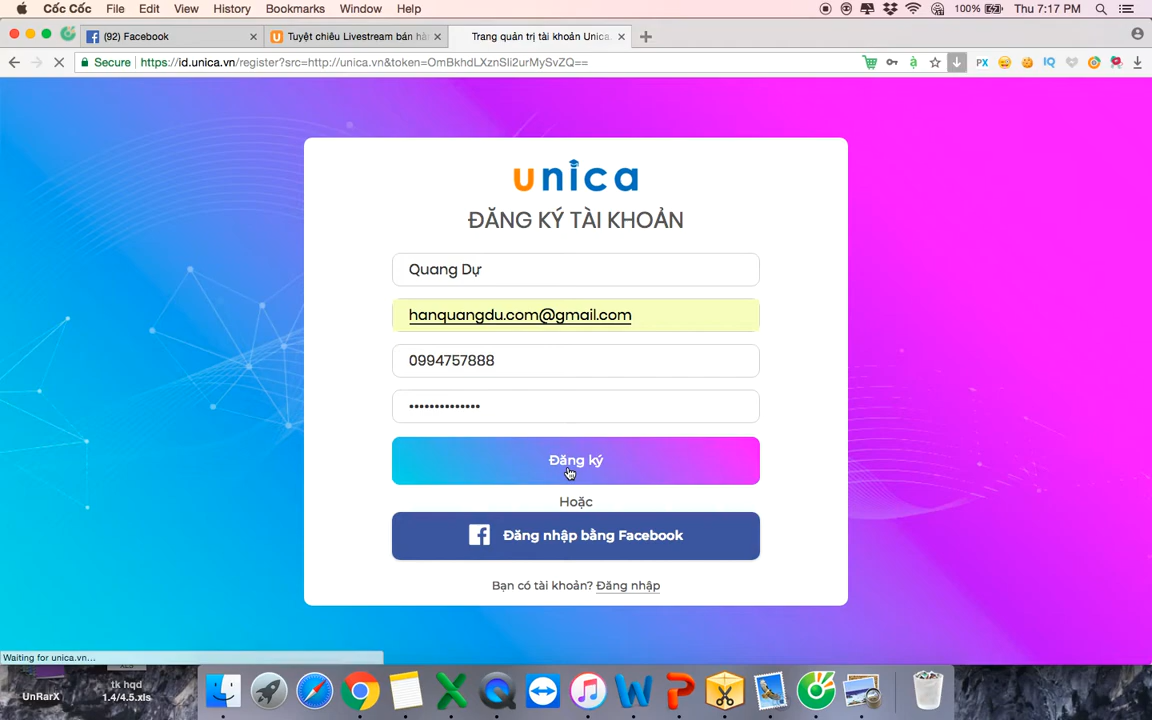 Cốc Cốc File Edit View History Bookmarks Window Help 100% Thu 7:17 PM
(92) Facebook Tuyệt chiêu Livestream bán hà Trang quản trị tài khoản Unica.
Secure https://id.unica.vn/register?src=http://unica.vn&token=OmBkhdLXznSli2urMySvZQ== PX IQ
unica
ĐĂNG KÝ TÀI KHOẢN
Quang Dự
hanquangdu.com@gmail.com
0994757888
Đăng ký
Hoặc
Đăng nhập bằng Facebook
Bạn có tài khoản? Đăng nhập
Waiting for unica.vn...
UnRarX
tk hqd
1.4/4.5.xls